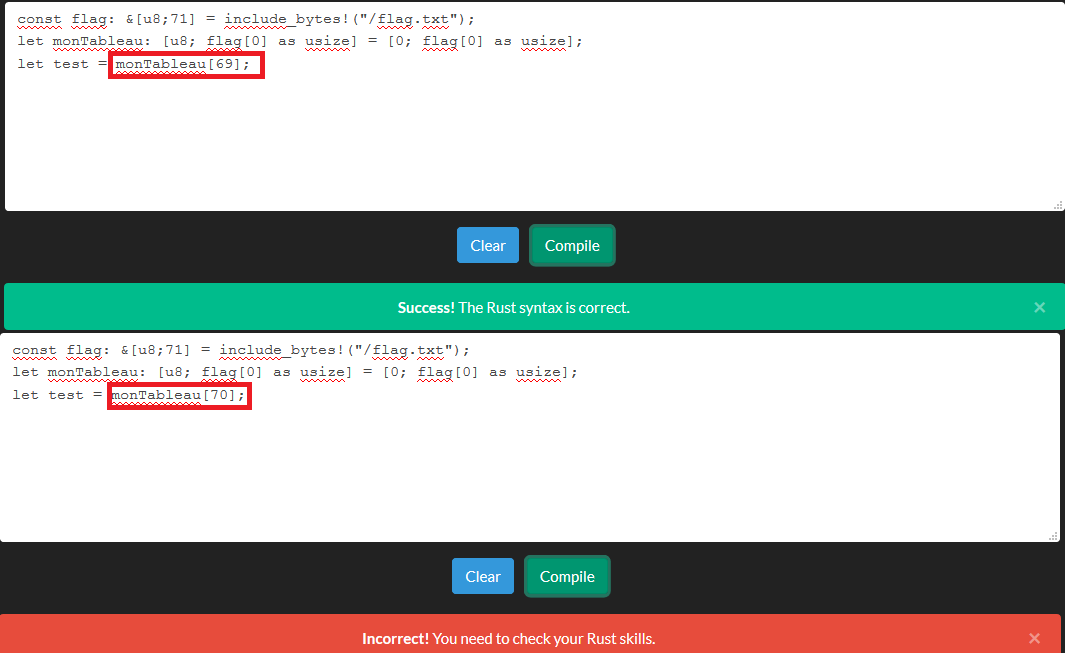 const flag: &[u8;71] = include_bytes!("/flag.txt");
let monTableau: [u8; flag[0] as usize] = [0; flag[0] as usize];
let test = monTableau[69];
Clear Compile
Success! The Rust syntax is correct. ×
const flag: &[u8;71] = include_bytes!("/flag.txt");
let monTableau: [u8; flag[0] as usize] = [0; flag[0] as usize];
let test = monTableau[70];
Clear Compile
Incorrect! You need to check your Rust skills. ×